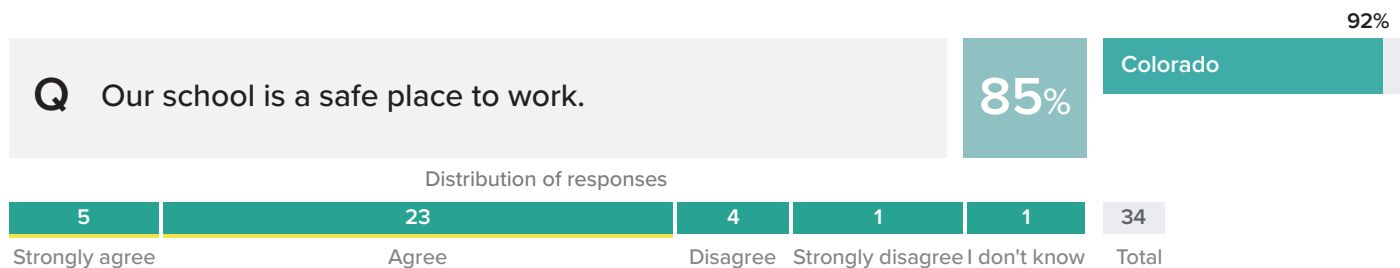 92%
Q Our school is a safe place to work.
85%
Colorado
Distribution of responses
5 23 4 1 1 34
Strongly agree Agree Disagree Strongly disagree I don't know Total